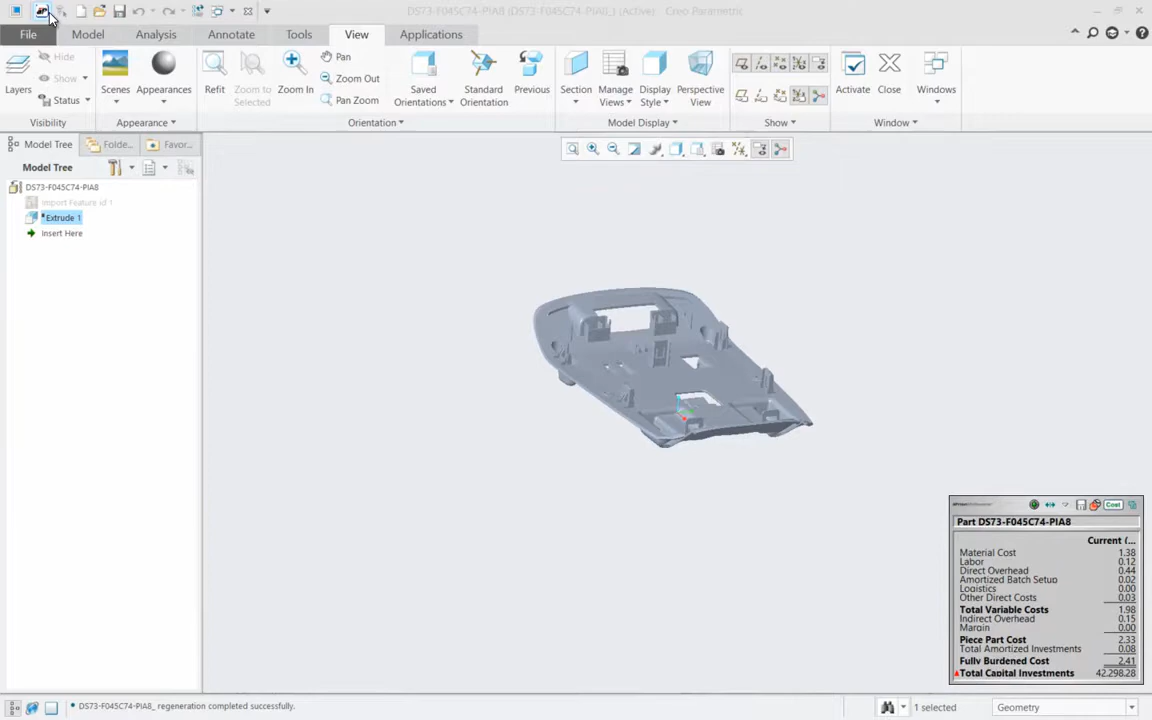 DS73-F045C74-PIA8 (DS73-F045C74-PIA8)_) (Active) - Creo Parametric
File Model Analysis Annotate Tools View Applications
Hide
Show
Status
Layers
Visibility
Scenes Appearances
Appearance
Refit Zoom to Selected Zoom In
Pan
Zoom Out
Pan Zoom
Saved Orientations Standard Orientation Previous
Orientation
Section Manage Views Display Style Perspective View
Model Display
Show
Activate Close Windows
Window
Model Tree Folde... Favor...
Model Tree
DS73-F045C74-PIA8
Import Feature id 1
*Extrude 1
Insert Here
Cost
Part DS73-F045C74-PIA8
Current (...
Material Cost 1.38
Labor 0.12
Direct Overhead 0.44
Amortized Batch Setup 0.02
Logistics 0.00
Other Direct Costs 0.03
Total Variable Costs 1.98
Indirect Overhead 0.15
Margin 0.00
Piece Part Cost 2.33
Total Amortized Investments 0.08
Fully Burdened Cost 2.41
Total Capital Investments 42,298.28
• DS73-F045C74-PIA8_ regeneration completed successfully.
1 selected
Geometry